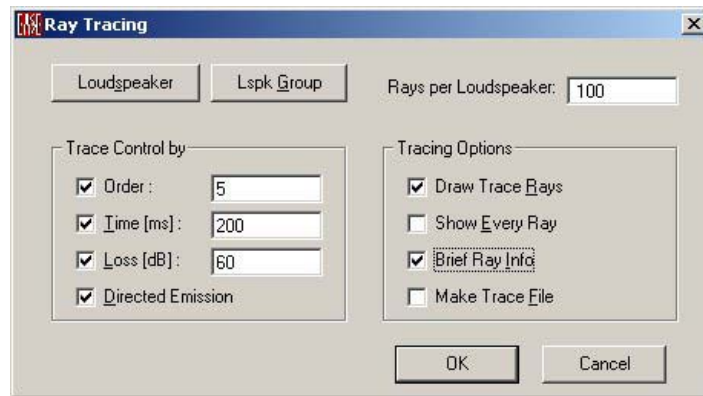 Ray Tracing
Loudspeaker
Lspk Group
Rays per Loudspeaker: 100
Trace Control by
Order : 5
Time [ms] : 200
Loss [dB] : 60
Directed Emission
Tracing Options
Draw Trace Rays
Show Every Ray
Brief Ray Info
Make Trace File
OK
Cancel